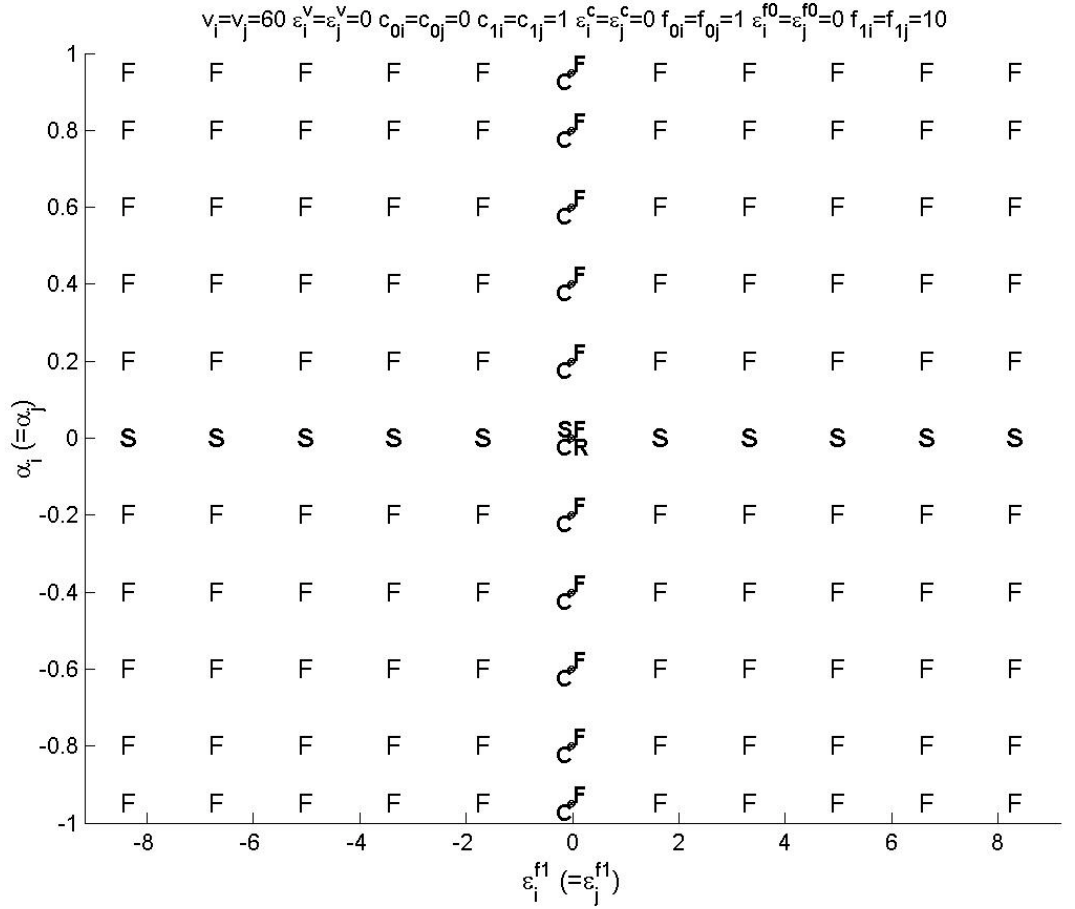 v_i=v_j=60 ε_i^v=ε_j^v=0 c_0i=c_0j=0 c_1i=c_1j=1 ε_i^c=ε_j^c=0 f_0i=f_0j=1 ε_i^f0=ε_j^f0=0 f_1i=f_1j=10
1 F F F F F C F F F F F F
0.8 F F F F F C F F F F F F
0.6 F F F F F C F F F F F F
0.4 F F F F F C F F F F F F
0.2 F F F F F C F F F F F F
α_i (=α_j)
0 S S S S S S F C R S S S S S
-0.2 F F F F F C F F F F F F
-0.4 F F F F F C F F F F F F
-0.6 F F F F F C F F F F F F
-0.8 F F F F F C F F F F F F
-1 F F F F F C F F F F F F
-8 -6 -4 -2 0 2 4 6 8
ε_i^f1 (=ε_j^f1)